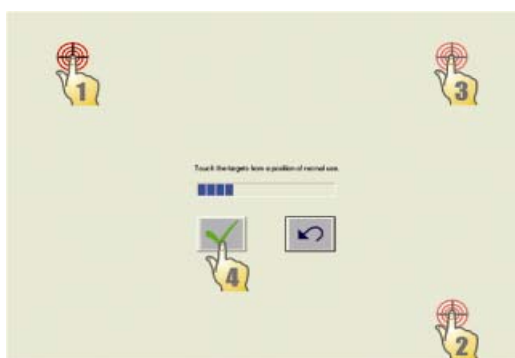 1
3
Touch the targets from a position of normal use.
4
2